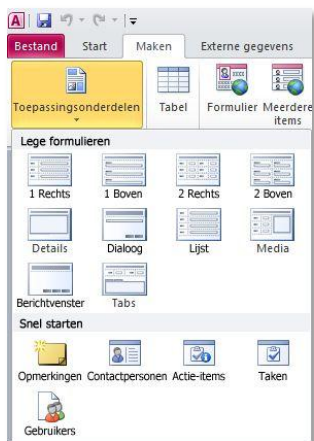 A
Bestand Start Maken Externe gegevens
Toepassingsonderdelen Tabel Formulier Meerdere
items
Lege formulieren
1 Rechts 1 Boven 2 Rechts 2 Boven
Details Dialoog Lijst Media
Berichtvenster Tabs
Snel starten
Opmerkingen Contactpersonen Actie-items Taken
Gebruikers